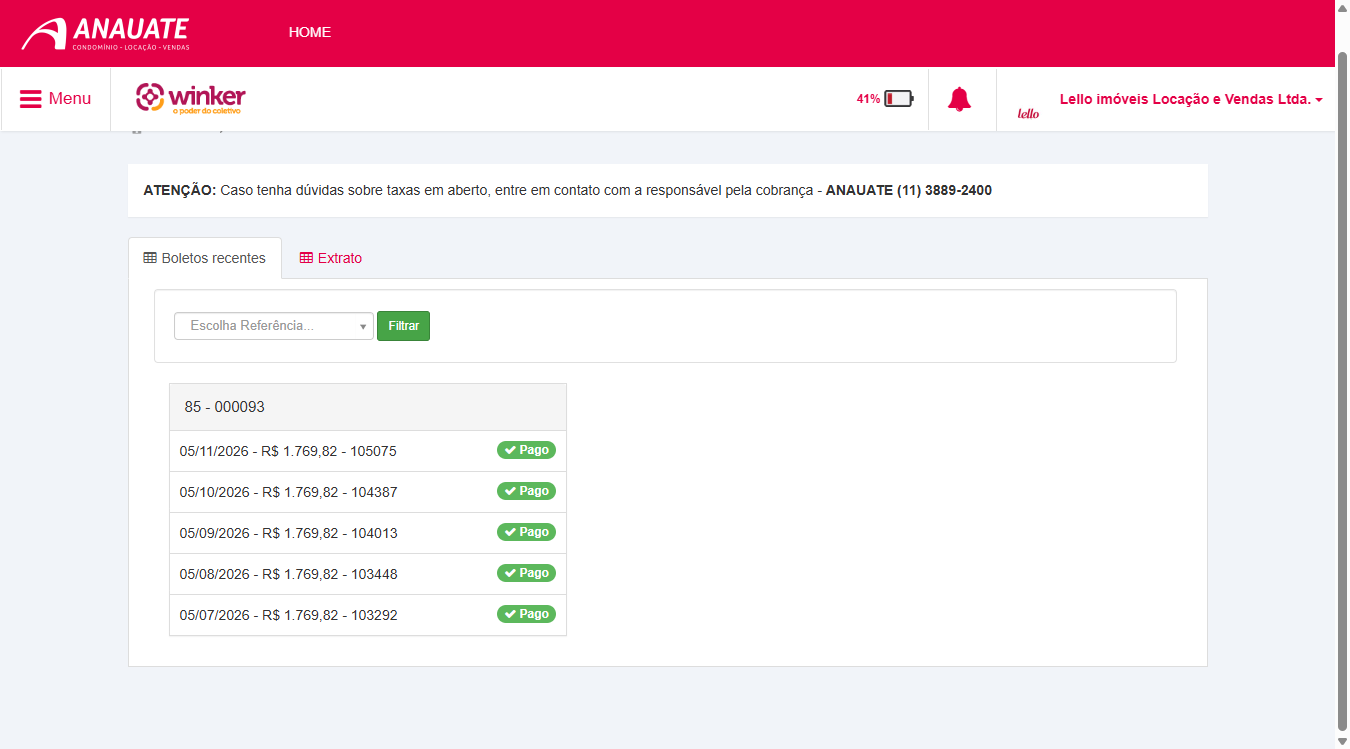 ANAUATE
CONDOMÍNIO - LOCAÇÃO - VENDAS
HOME
Menu
winker
o poder do coletivo
41%
lello
Lello imóveis Locação e Vendas Ltda.
ATENÇÃO: Caso tenha dúvidas sobre taxas em aberto, entre em contato com a responsável pela cobrança - ANAUATE (11) 3889-2400
Boletos recentes
Extrato
Escolha Referência...
Filtrar
85 - 000093
05/11/2026 - R$ 1.769,82 - 105075 Pago
05/10/2026 - R$ 1.769,82 - 104387 Pago
05/09/2026 - R$ 1.769,82 - 104013 Pago
05/08/2026 - R$ 1.769,82 - 103448 Pago
05/07/2026 - R$ 1.769,82 - 103292 Pago